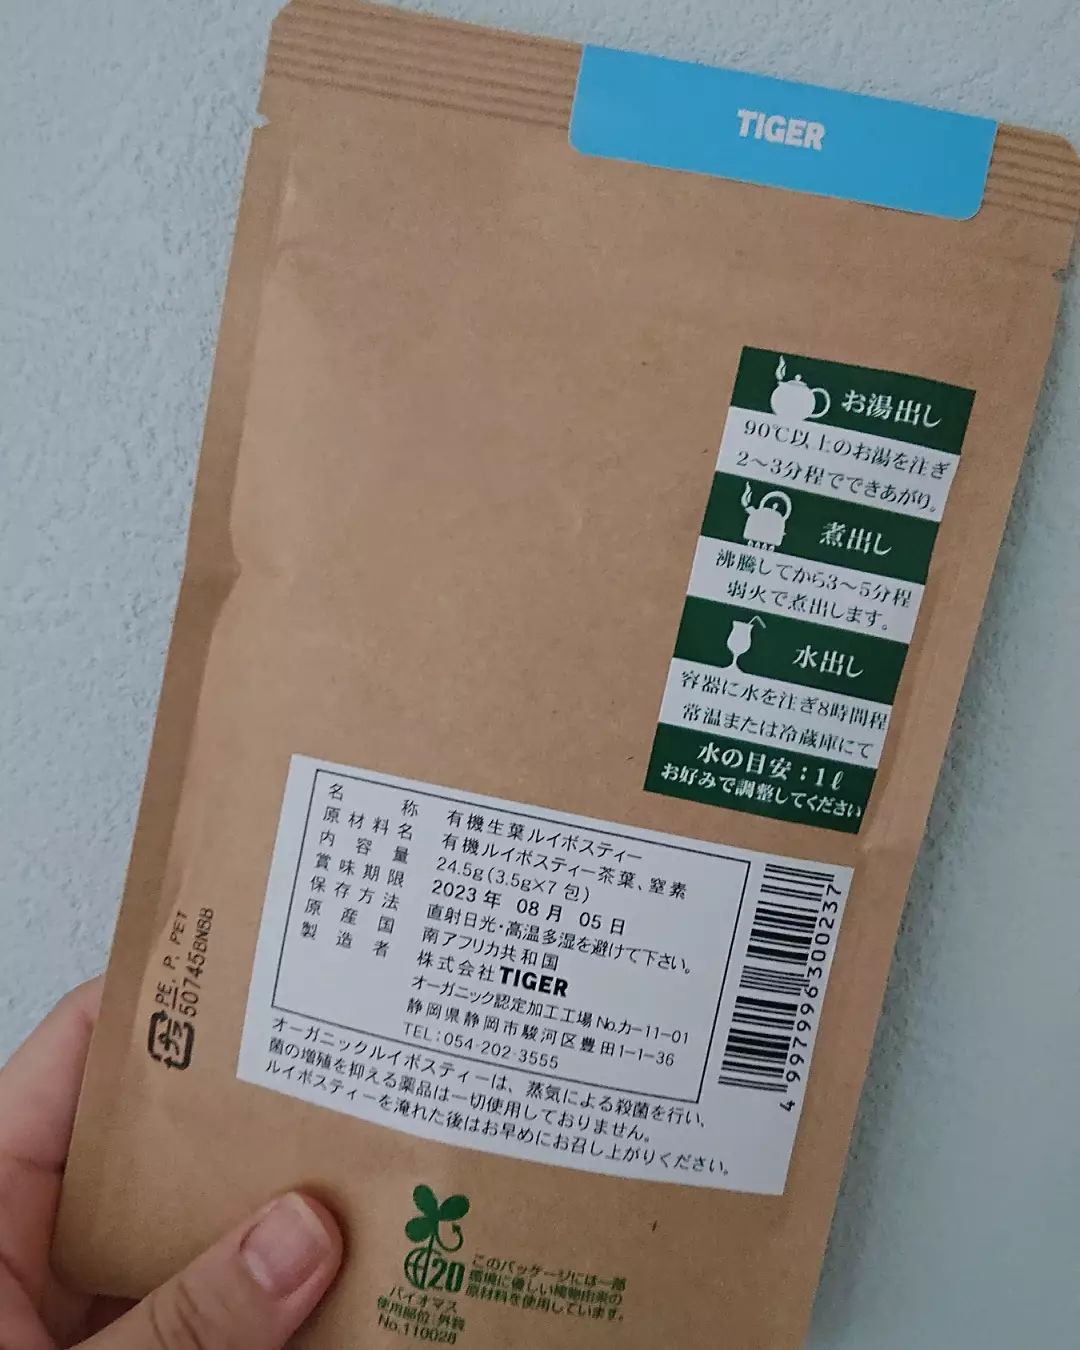 TIGER
お湯出し
90℃以上のお湯を注ぎ
2〜3分程でできあがり。
煮出し
沸騰してから3〜5分程
弱火で煮出します。
水出し
容器に水を注ぎ8時間程
常温または冷蔵庫にて
水の目安：1ℓ
お好みで調整してください
名称 有機生葉ルイボスティー
原材料名 有機ルイボスティー茶葉、窒素
内容量 24.5g(3.5g×7包)
賞味期限 2023年 08月 05日
保存方法 直射日光・高温多湿を避けて下さい。
原産国 南アフリカ共和国
製造者 株式会社TIGER
オーガニック認定加工工場 No.カ-11-01
静岡県静岡市駿河区豊田1-1-36
TEL:054-202-3555
オーガニックルイボスティーは、蒸気による殺菌を行い、
菌の増殖を抑える薬品は一切使用しておりません。
ルイボスティーを淹れた後はお早めにお召し上がりください。
4997996300237
プラ
PE, P, PET
50745BNBB
20
バイオマス
使用部位:外装
No.110028
このパッケージには一部
環境に優しい植物由来の
原材料を使用しています。